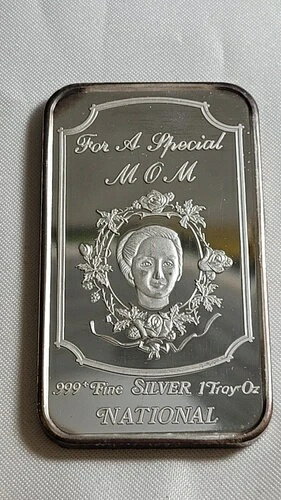 For A Special
MOM
.999+ Fine SILVER 1 Troy Oz
NATIONAL